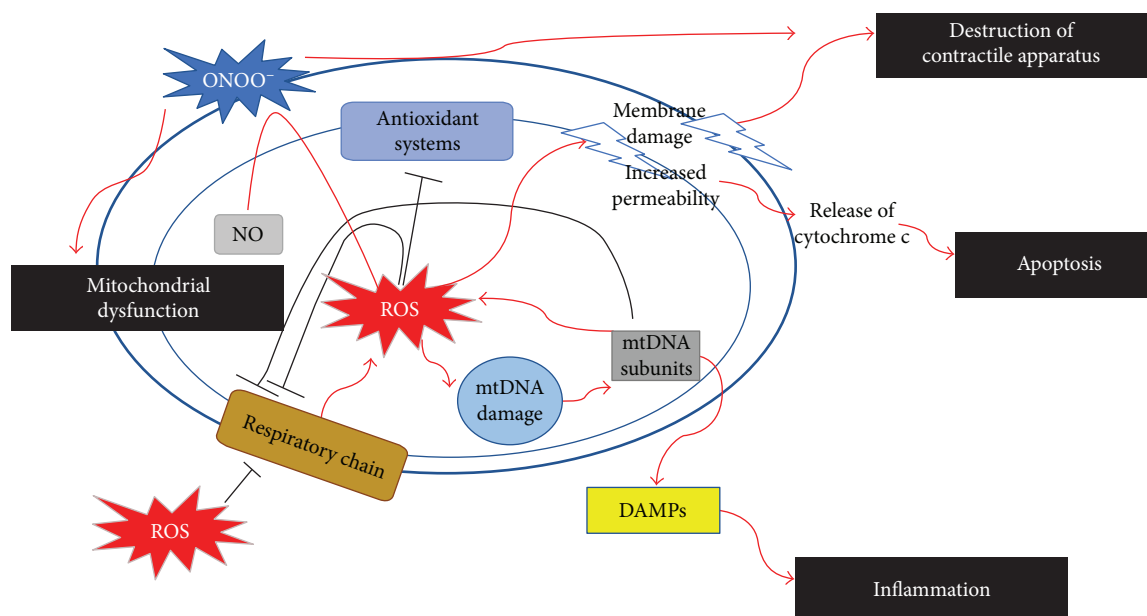 Destruction of
contractile apparatus
ONOO⁻
Antioxidant
systems
Membrane
damage
Increased
permeability
NO
Release of
cytochrome c
Apoptosis
Mitochondrial
dysfunction
ROS
mtDNA
subunits
mtDNA
damage
Respiratory chain
ROS
DAMPs
Inflammation